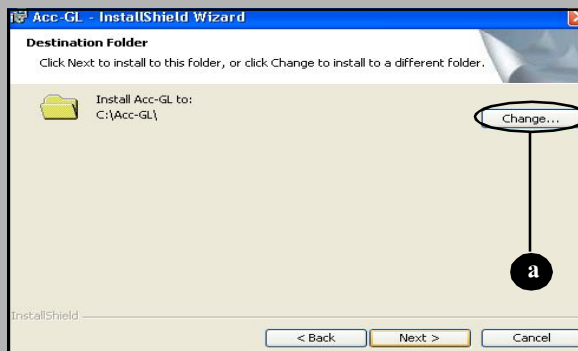 Acc-GL - InstallShield Wizard
Destination Folder
Click Next to install to this folder, or click Change to install to a different folder.
Install Acc-GL to:
C:\Acc-GL\
Change...
a
InstallShield
< Back Next > Cancel